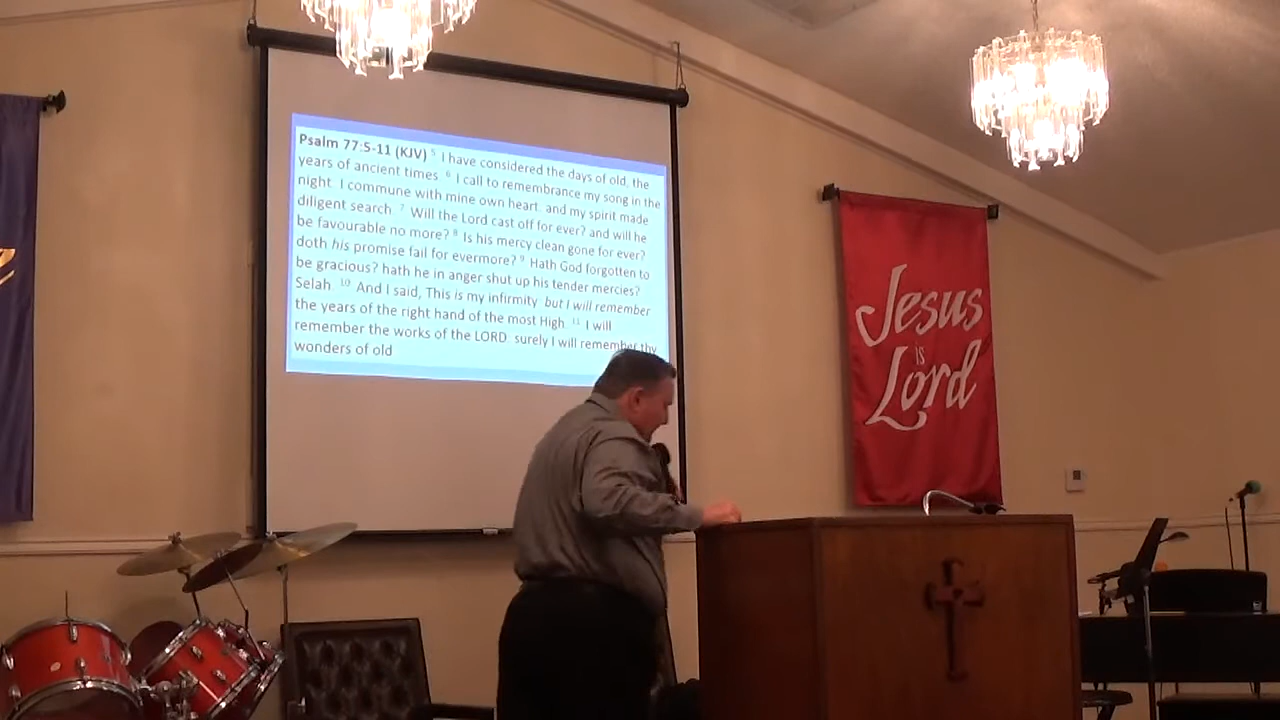 Psalm 77:5-11 (KJV) 5 I have considered the days of old, the
years of ancient times 6 I call to remembrance my song in the
night I commune with mine own heart and my spirit made
diligent search 7 Will the Lord cast off for ever? and will he
be favourable no more? 8 Is his mercy clean gone for ever?
doth his promise fail for evermore? 9 Hath God forgotten to
be gracious? hath he in anger shut up his tender mercies?
Selah. 10 And I said, This is my infirmity but I will remember
the years of the right hand of the most High 11 I will
remember the works of the LORD surely I will remember thy
wonders of old
Jesus
is
Lord